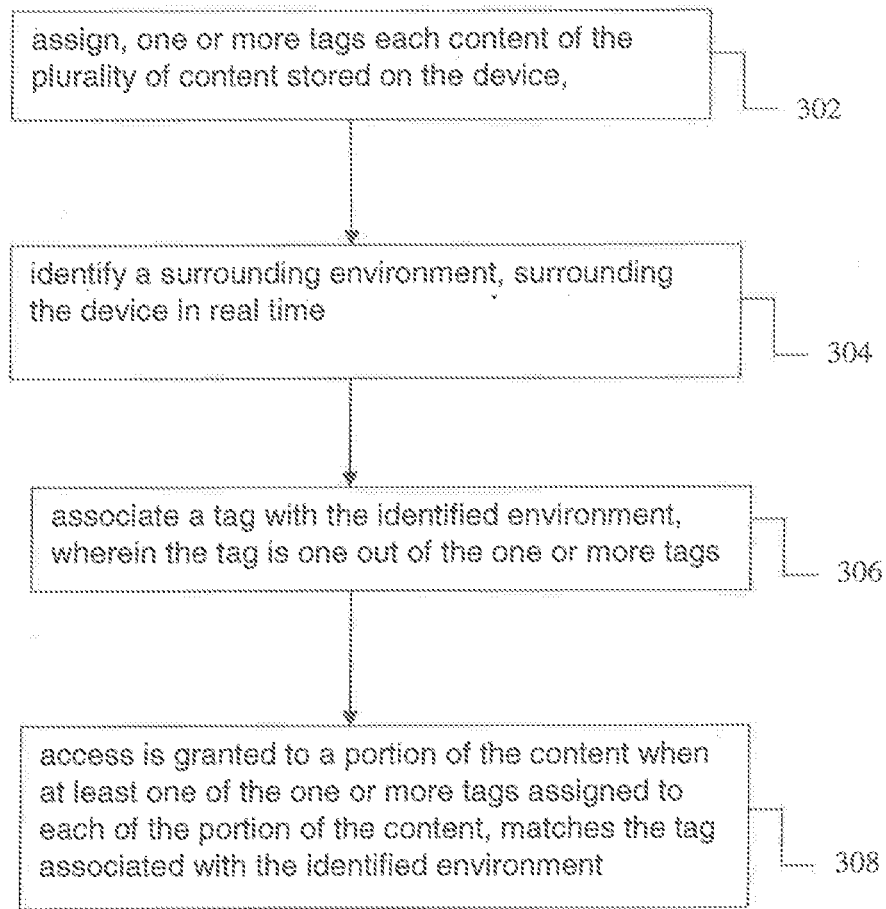 assign, one or more tags each content of the
plurality of content stored on the device,
302
identify a surrounding environment, surrounding
the device in real time
304
associate a tag with the identified environment,
wherein the tag is one out of the one or more tags
306
access is granted to a portion of the content when
at least one of the one or more tags assigned to
each of the portion of the content, matches the tag
associated with the identified environment
308